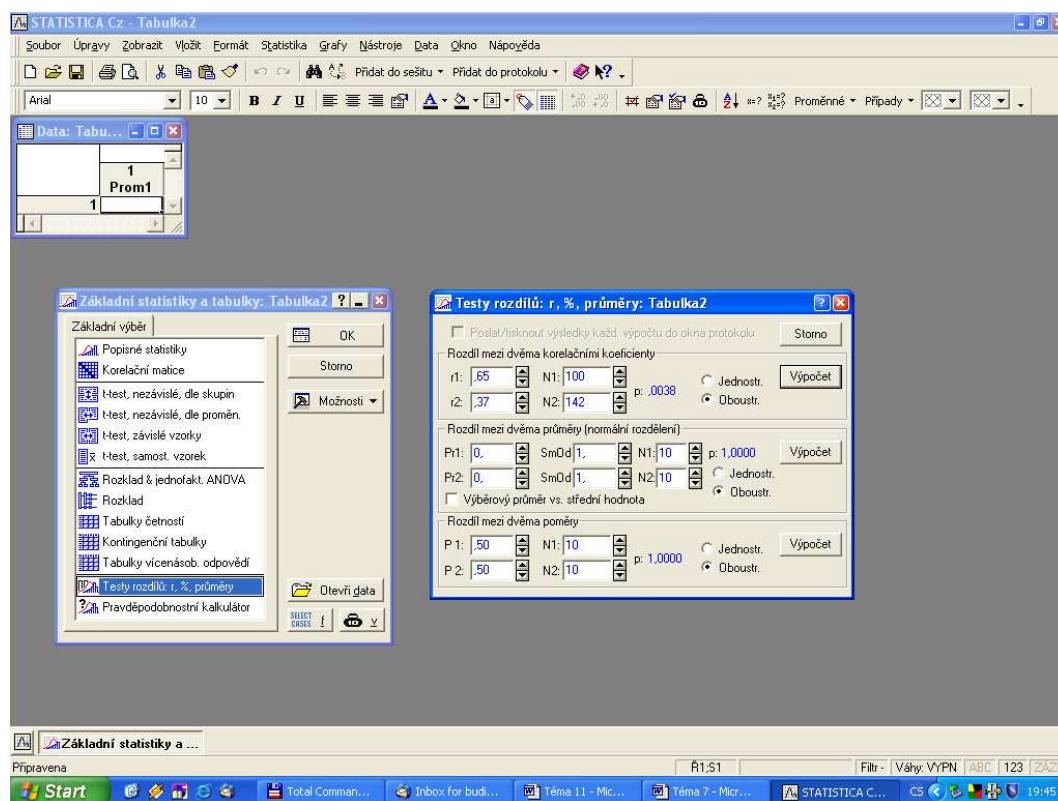 STATISTICA Cz - Tabulka2
Soubor Úpravy Zobrazit Vložit Formát Statistika Grafy Nástroje Data Okno Nápověda
Přidat do sešitu Přidat do protokolu
Arial 10 B I U A Proměnné Případy
Data: Tabu...
1
Prom1
1
Základní statistiky a tabulky: Tabulka2
Základní výběr
Popisné statistiky
Korelační matice
t-test, nezávislé, dle skupin
t-test, nezávislé, dle proměn.
t-test, závislé vzorky
t-test, samost. vzorek
Rozklad & jednofakt. ANOVA
Rozklad
Tabulky četností
Kontingenční tabulky
Tabulky vícenásob. odpovědí
Testy rozdílů: r, %, průměry
Pravděpodobnostní kalkulátor
OK
Storno
Možnosti
Otevři data
SELECT CASES
Testy rozdílů: r, %, průměry: Tabulka2
Poslat/tisknout výsledky každ. výpočtu do okna protokolu
Storno
Rozdíl mezi dvěma korelačními koeficienty
r1: ,65 N1: 100 p: ,0038 Jednostr. Výpočet
r2: ,37 N2: 142 Oboustr.
Rozdíl mezi dvěma průměry (normální rozdělení)
Pr1: 0, SmOd 1, N1: 10 p: 1,0000 Výpočet
Pr2: 0, SmOd 1, N2: 10 Jednostr.
Oboustr.
Výběrový průměr vs. střední hodnota
Rozdíl mezi dvěma poměry
P 1: ,50 N1: 10 p: 1,0000 Jednostr. Výpočet
P 2: ,50 N2: 10 Oboustr.
Základní statistiky a ...
Připravena Ř1;S1 Filtr - Váhy: VYPN ABC 123
Start Total Comman... Inbox for budi... Téma 11 - Mic... Téma 7 - Micr... STATISTICA C... CS 19:45